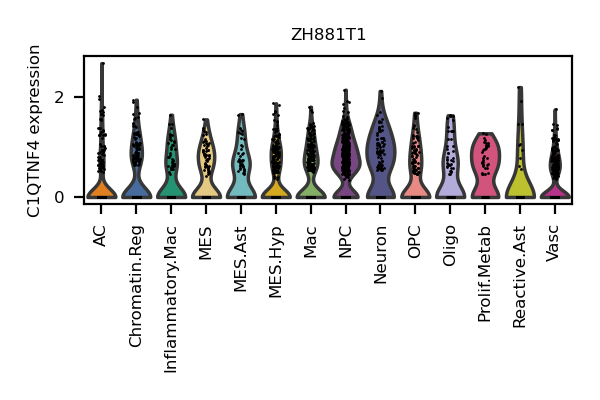 ZH881T1
C1QTNF4 expression
2
0
AC
Chromatin.Reg
Inflammatory.Mac
MES
MES.Ast
MES.Hyp
Mac
NPC
Neuron
OPC
Oligo
Prolif.Metab
Reactive.Ast
Vasc